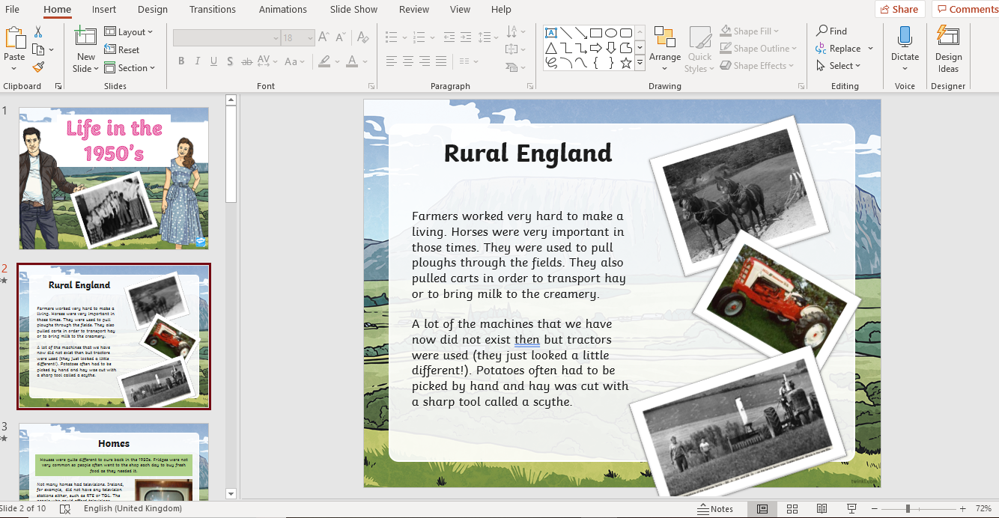 File Home Insert Design Transitions Animations Slide Show Review View Help Share Comments
Paste
New
Slide
Layout
Reset
Section
18
B I U S ab AV Aa A
A
Arrange
Quick
Styles
Shape Fill
Shape Outline
Shape Effects
Find
Replace
Select
Dictate
Design
Ideas
Clipboard Slides Font Paragraph Drawing Editing Voice Designer
1
Life in the
1950's
2
Rural England
Farmers worked very hard to make a
living. Horses were very important in
those times. They were used to pull
ploughs through the fields. They also
pulled carts in order to transport hay
or to bring milk to the creamery.
A lot of the machines that we have
now did not exist then but tractors
were used (they just looked a little
different!). Potatoes often had to be
picked by hand and hay was cut with
a sharp tool called a scythe.
3
Homes
Houses were quite different to ours back in the 1950s. Fridges were not
very common so people often went to the shop each day to buy fresh
food as they needed it.
Not many homes had televisions. Ireland,
for example, did not have any television
stations either, such as RTE or TG4. The
Rural England
Farmers worked very hard to make a
living. Horses were very important in
those times. They were used to pull
ploughs through the fields. They also
pulled carts in order to transport hay
or to bring milk to the creamery.
A lot of the machines that we have
now did not exist then but tractors
were used (they just looked a little
different!). Potatoes often had to be
picked by hand and hay was cut with
a sharp tool called a scythe.
twinkl.com
Slide 2 of 10 English (United Kingdom) Notes 72%